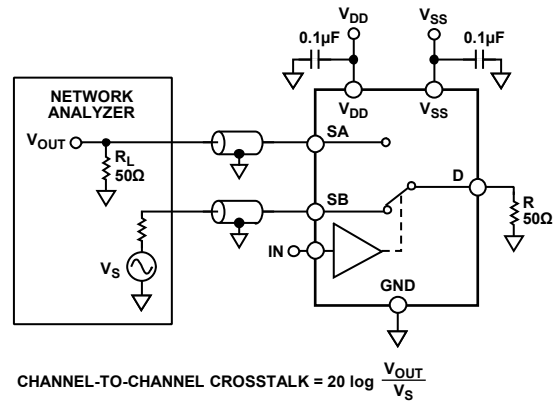 VDD VSS
0.1µF 0.1µF
NETWORK
ANALYZER
VDD VSS
VOUT SA
RL
50Ω
SB D
R
50Ω
VS
IN
GND
CHANNEL-TO-CHANNEL CROSSTALK = 20 log VOUT
VS